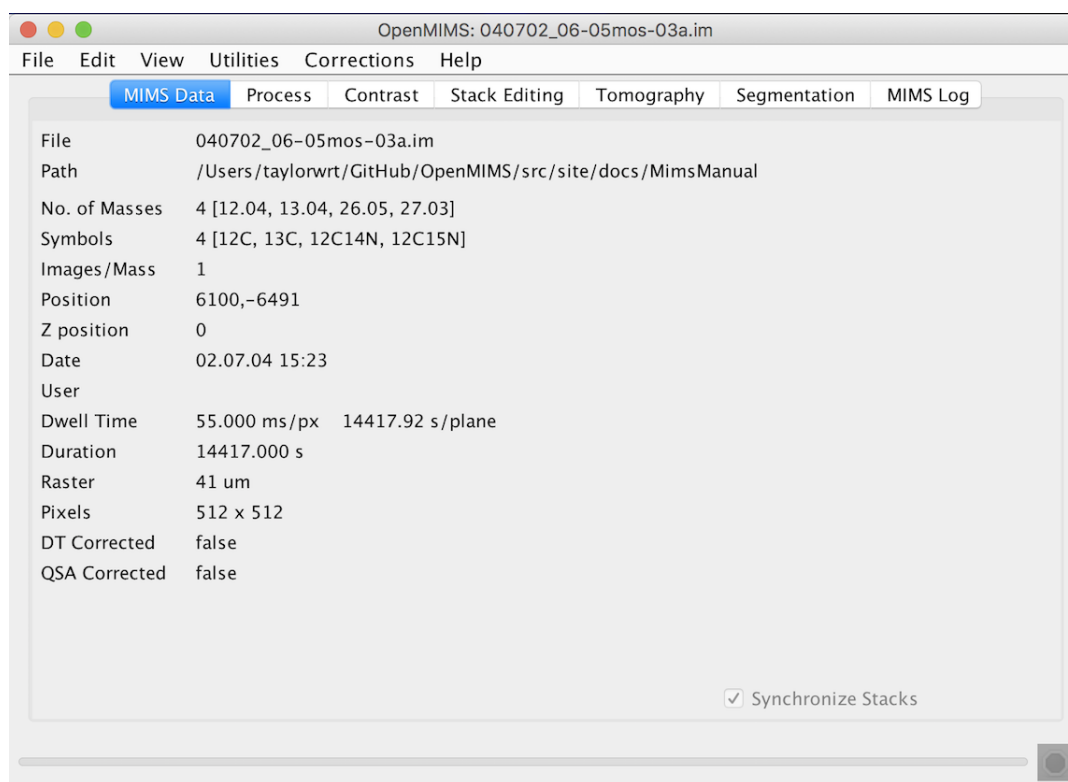 OpenMIMS: 040702_06-05mos-03a.im
File Edit View Utilities Corrections Help
MIMS Data Process Contrast Stack Editing Tomography Segmentation MIMS Log
File 040702_06-05mos-03a.im
Path /Users/taylorwrt/GitHub/OpenMIMS/src/site/docs/MimsManual
No. of Masses 4 [12.04, 13.04, 26.05, 27.03]
Symbols 4 [12C, 13C, 12C14N, 12C15N]
Images/Mass 1
Position 6100,-6491
Z position 0
Date 02.07.04 15:23
User
Dwell Time 55.000 ms/px 14417.92 s/plane
Duration 14417.000 s
Raster 41 um
Pixels 512 x 512
DT Corrected false
QSA Corrected false
Synchronize Stacks